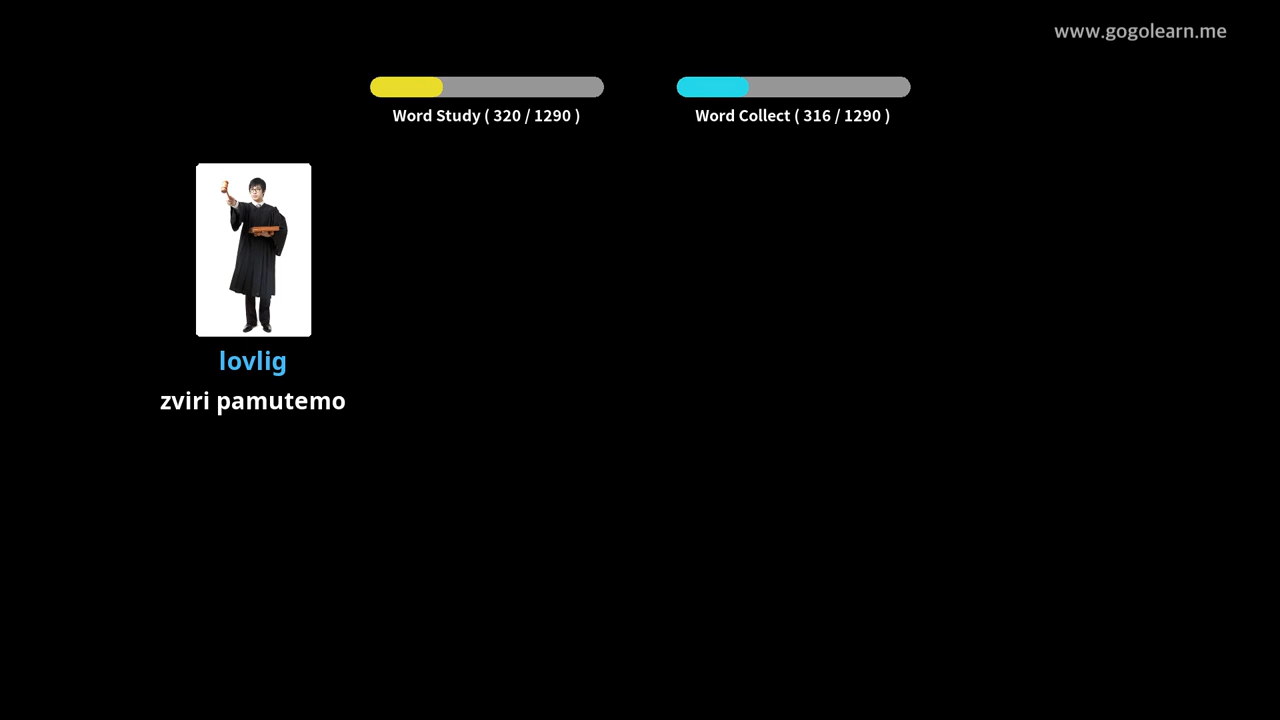 www.gogolearn.me
Word Study ( 320 / 1290 )
Word Collect ( 316 / 1290 )
lovlig
zviri pamutemo